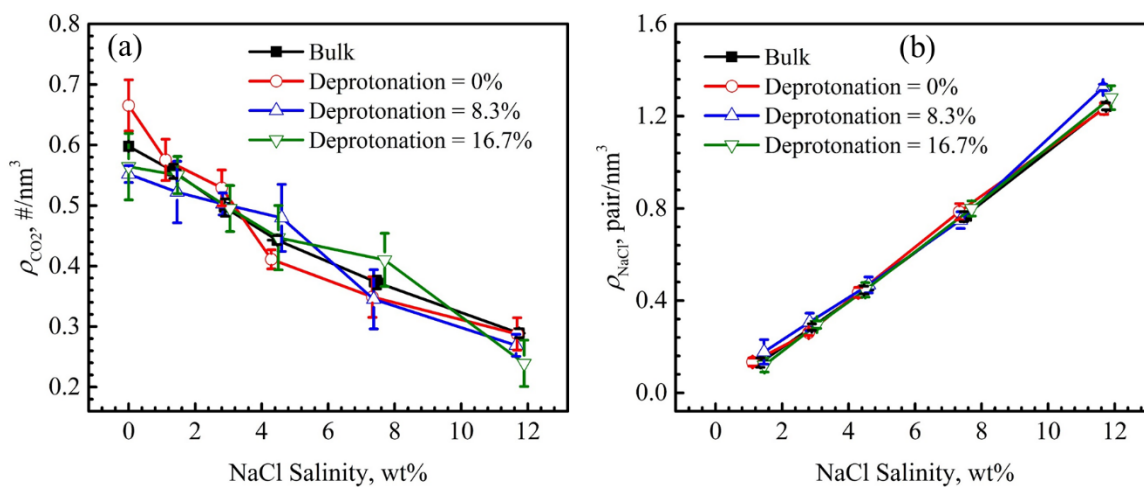 (a)
Bulk
Deprotonation = 0%
Deprotonation = 8.3%
Deprotonation = 16.7%
0.8
0.7
0.6
0.5
0.4
0.3
0.2
ρCO2, #/nm³
0 2 4 6 8 10 12
NaCl Salinity, wt%
(b)
Bulk
Deprotonation = 0%
Deprotonation = 8.3%
Deprotonation = 16.7%
1.6
1.2
0.8
0.4
0.0
ρNaCl, pair/nm³
0 2 4 6 8 10 12
NaCl Salinity, wt%